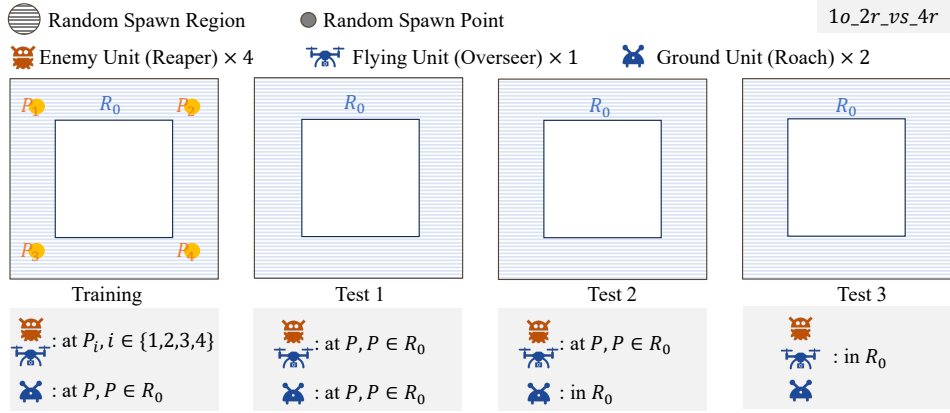 Random Spawn Region
Random Spawn Point
1o_2r_vs_4r
Enemy Unit (Reaper) × 4
Flying Unit (Overseer) × 1
Ground Unit (Roach) × 2
P₁ R₀ P₂
R₀
R₀
R₀
P₃ P₄
Training
Test 1
Test 2
Test 3
: at Pᵢ, i ∈ {1,2,3,4}
: at P, P ∈ R₀
: at P, P ∈ R₀
: at P, P ∈ R₀
: at P, P ∈ R₀
: in R₀
: in R₀